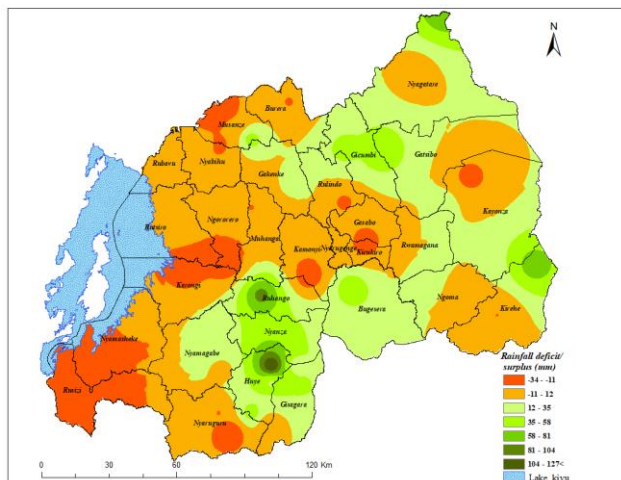 N
Nyagatare
Burera
Musanze
Gicumbi
Gatsibo
Rubavu
Nyabihu
Gakenke
Rulindo
Kayonza
Rutsiro
Ngororero
Muhanga
Gasabo
Kamonyi
Nyarugenge
Kicukiro
Rwamagana
Karongi
Ruhango
Bugesera
Ngoma
Kirehe
Nyamasheke
Nyanza
Nyamagabe
Rusizi
Huye
Gisagara
Nyaruguru
Rainfall deficit/
surplus (mm)
-34 - -11
-11 - 12
12 - 35
35 - 58
58 - 81
81 - 104
104 - 127<
Lake_kivu
0 30 60 120 Km